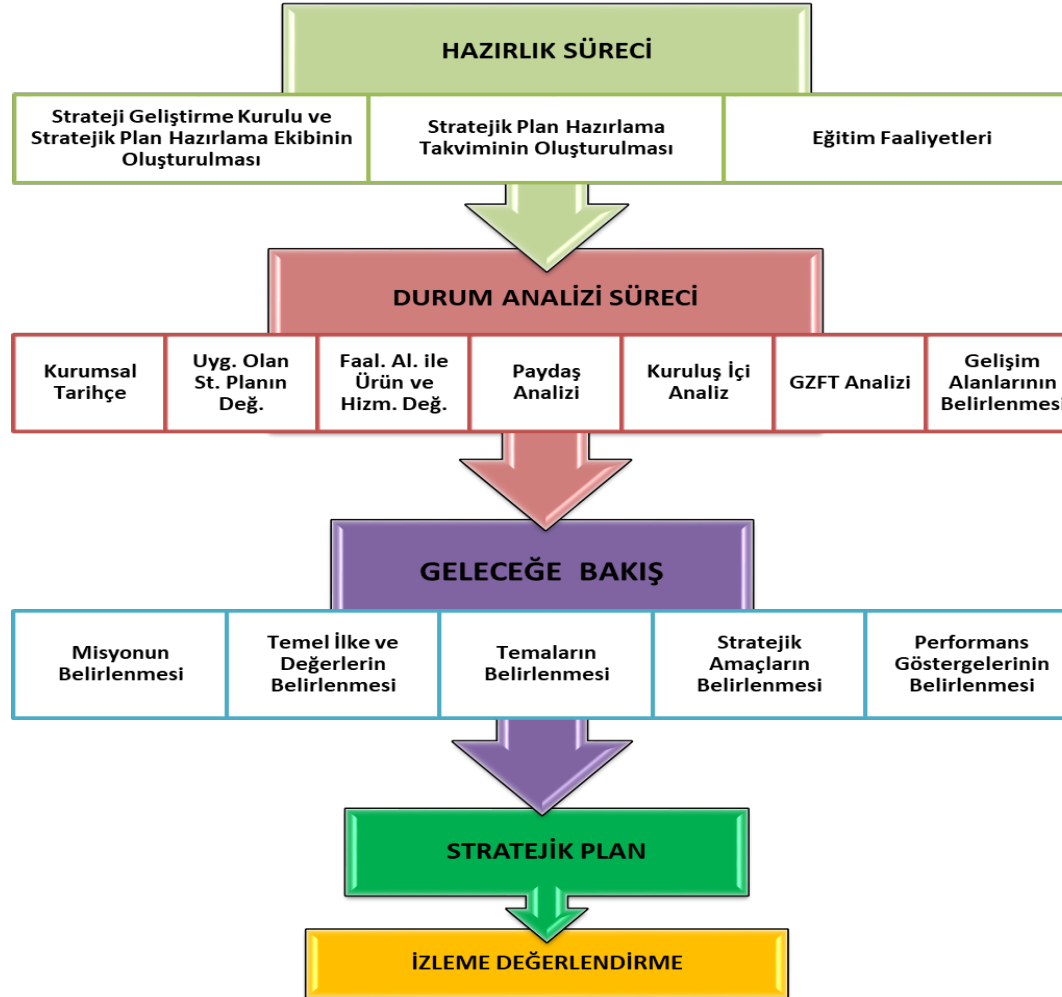 HAZIRLIK SÜRECİ
Strateji Geliştirme Kurulu ve
Stratejik Plan Hazırlama Ekibinin
Oluşturulması
Stratejik Plan Hazırlama
Takviminin Oluşturulması
Eğitim Faaliyetleri
DURUM ANALİZİ SÜRECİ
Kurumsal
Tarihçe
Uyg. Olan
St. Planın
Değ.
Faal. Al. ile
Ürün ve
Hizm. Değ.
Paydaş
Analizi
Kuruluş İçi
Analiz
GZFT Analizi
Gelişim
Alanlarının
Belirlenmesi
GELECEĞE BAKIŞ
Misyonun
Belirlenmesi
Temel İlke ve
Değerlerin
Belirlenmesi
Temaların
Belirlenmesi
Stratejik
Amaçların
Belirlenmesi
Performans
Göstergelerinin
Belirlenmesi
STRATEJİK PLAN
İZLEME DEĞERLENDİRME